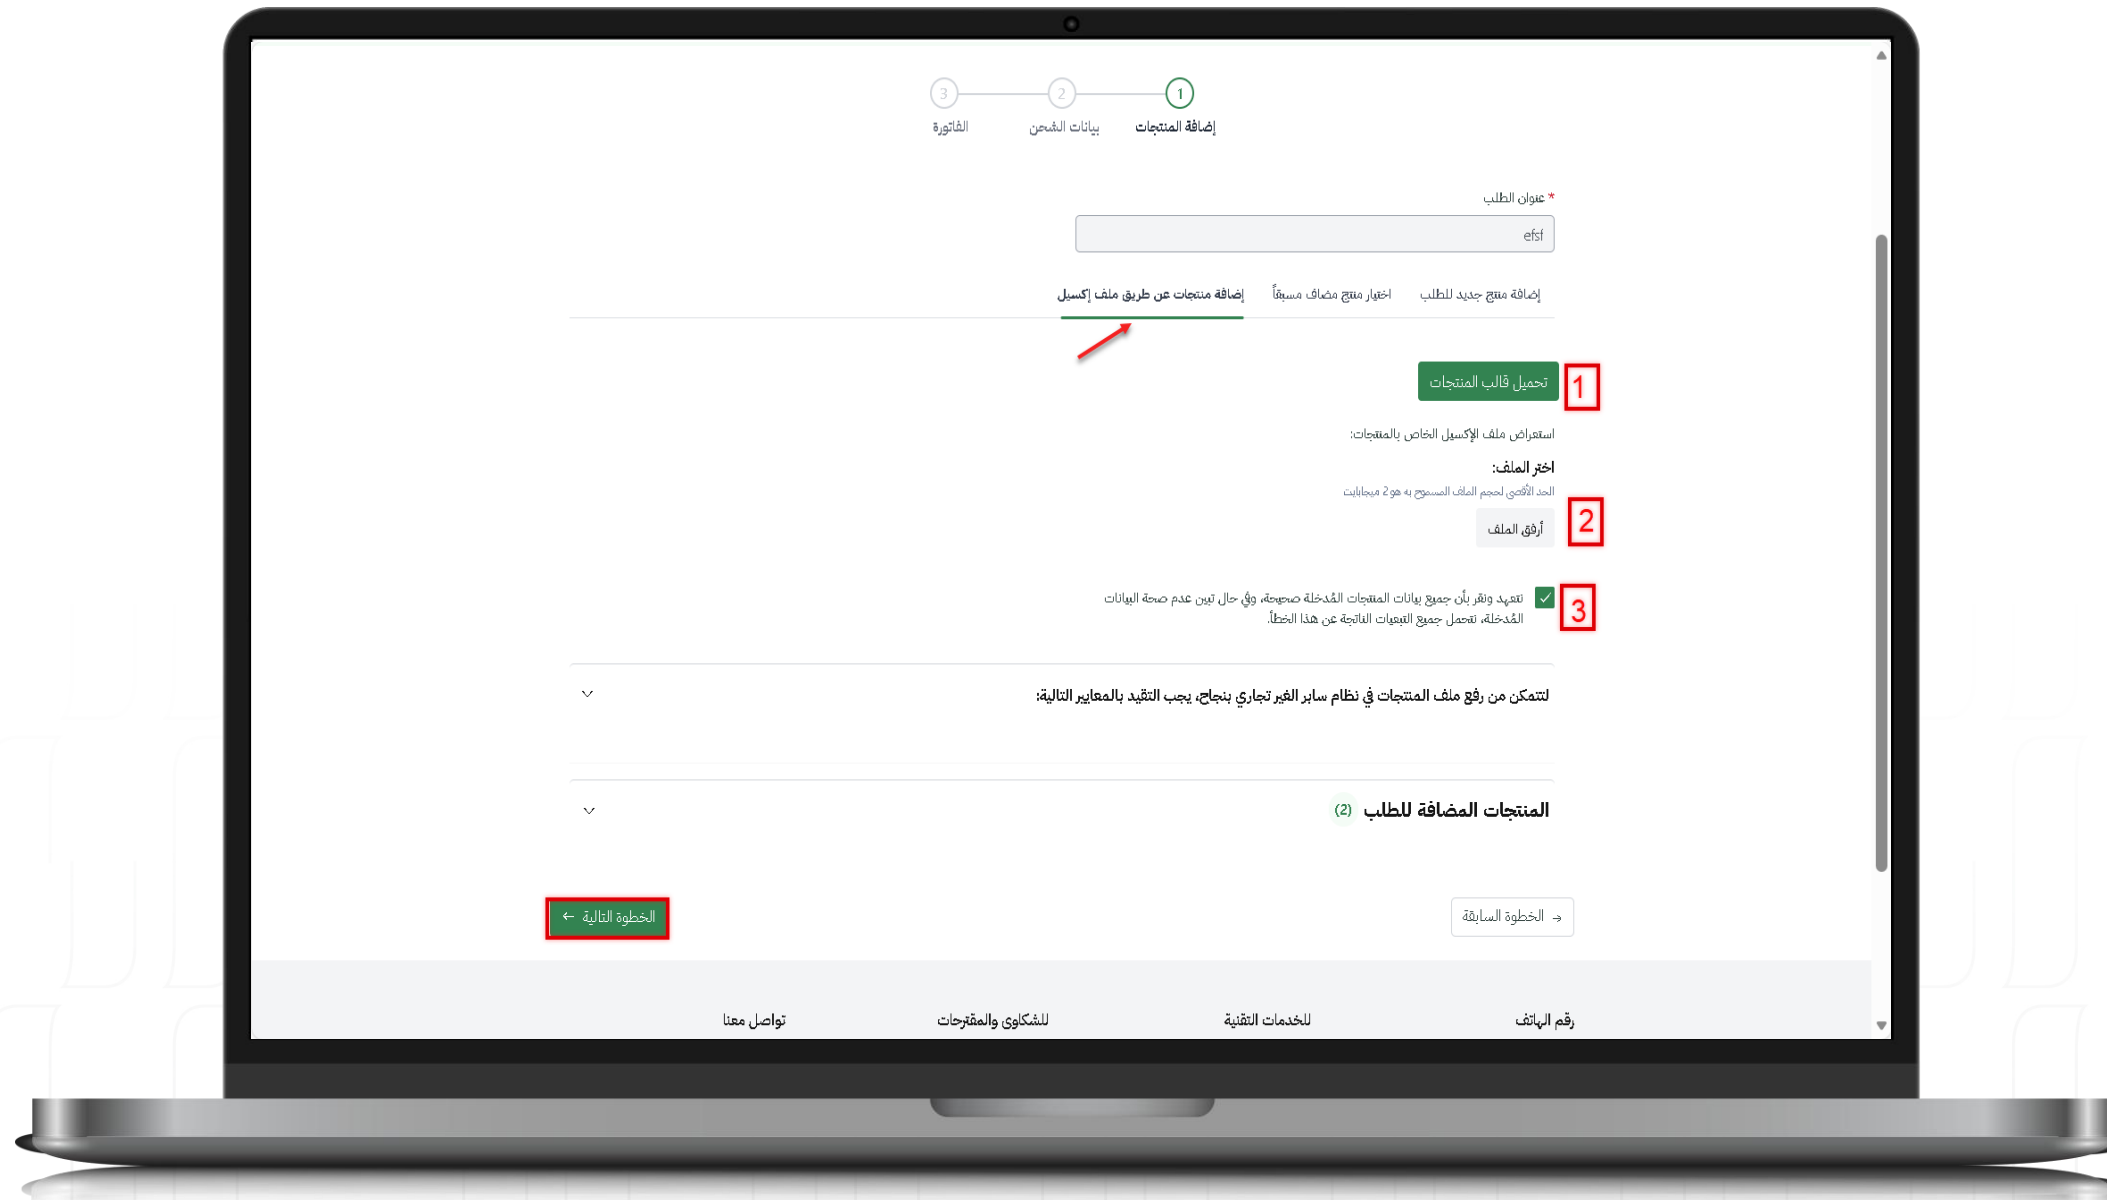 1
2
3
إضافة المنتجات
بيانات الشحن
الفاتورة
* عنوان الطلب
efsf
إضافة منتج جديد للطلب
اختيار منتج مضاف مسبقاً
إضافة منتجات عن طريق ملف إكسيل
تحميل قالب المنتجات
1
استعراض ملف الإكسيل الخاص بالمنتجات:
اختر الملف:
الحد الأقصى لحجم الملف المسموح به هو 2 ميجابايت
أرفق الملف
2
نتعهد ونقر بأن جميع بيانات المنتجات المُدخلة صحيحة، وفي حال تبين عدم صحة البيانات
المُدخلة، نتحمل جميع التبعيات الناتجة عن هذا الخطأ.
3
لتتمكن من رفع ملف المنتجات في نظام سابر الغير تجاري بنجاح، يجب التقيد بالمعايير التالية:
المنتجات المضافة للطلب (2)
→ الخطوة السابقة
الخطوة التالية ←
رقم الهاتف
للخدمات التقنية
للشكاوى والمقترحات
تواصل معنا